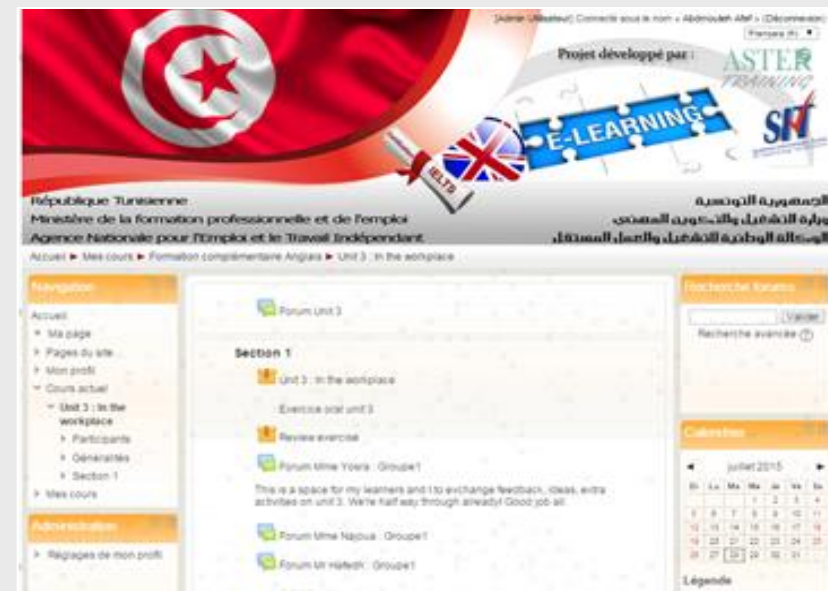 [Admin Utilisateur] Connecté sous le nom « Abdmouleh Afef » (Déconnexion)
Français (fr)
Projet développé par :
ASTER
TRAINING
E-LEARNING
SIFT
IELTS
République Tunisienne
Ministère de la formation professionnelle et de l'emploi
Agence Nationale pour l'Emploi et le Travail Indépendant
الجمهورية التونسية
وزارة التشغيل والتكوين المهني
الوكالة الوطنية للتشغيل والعمل المستقل
Accueil ► Mes cours ► Formation complémentaire Anglais ► Unit 3 : In the workplace
Navigation
Accueil
Ma page
Pages du site
Mon profil
Cours actuel
Unit 3 : In the
workplace
Participants
Généralités
Section 1
Mes cours
Administration
Réglages de mon profil
Forum Unit 3
Section 1
Unit 3 : In the workplace
Exercice oral unit 3
Review exercise
Forum Mme Yosra : Groupe1
This is a space for my learners and I to exchange feedback, ideas, extra
activities on unit 3. We're half way through already! Good job all.
Forum Mme Najoua : Groupe1
Forum Mr Hafedh : Groupe1
Recherche forums
Valider
Recherche avancée
Calendrier
juillet 2015
Di Lu Ma Me Je Ve Sa
1 2 3 4
5 6 7 8 9 10 11
12 13 14 15 16 17 18
19 20 21 22 23 24 25
26 27 28 29 30 31
Légende